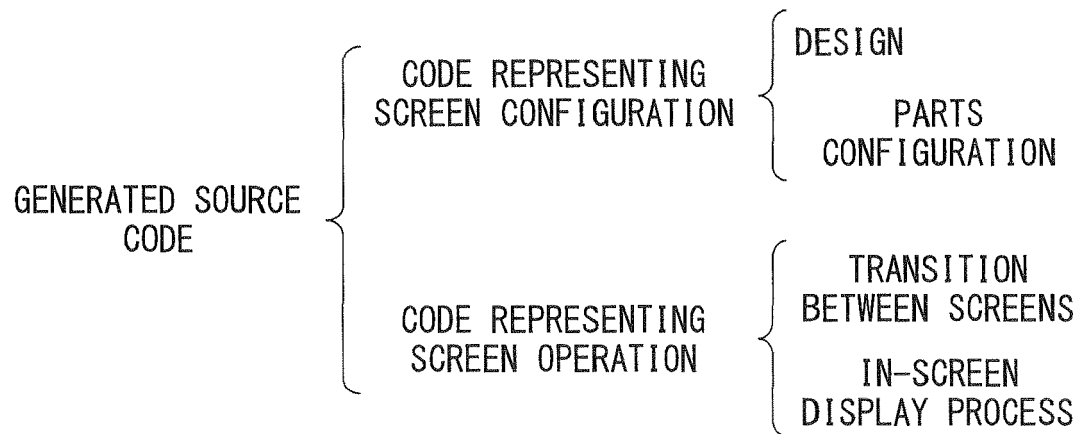 GENERATED SOURCE
CODE
CODE REPRESENTING
SCREEN CONFIGURATION
DESIGN
PARTS
CONFIGURATION
CODE REPRESENTING
SCREEN OPERATION
TRANSITION
BETWEEN SCREENS
IN-SCREEN
DISPLAY PROCESS